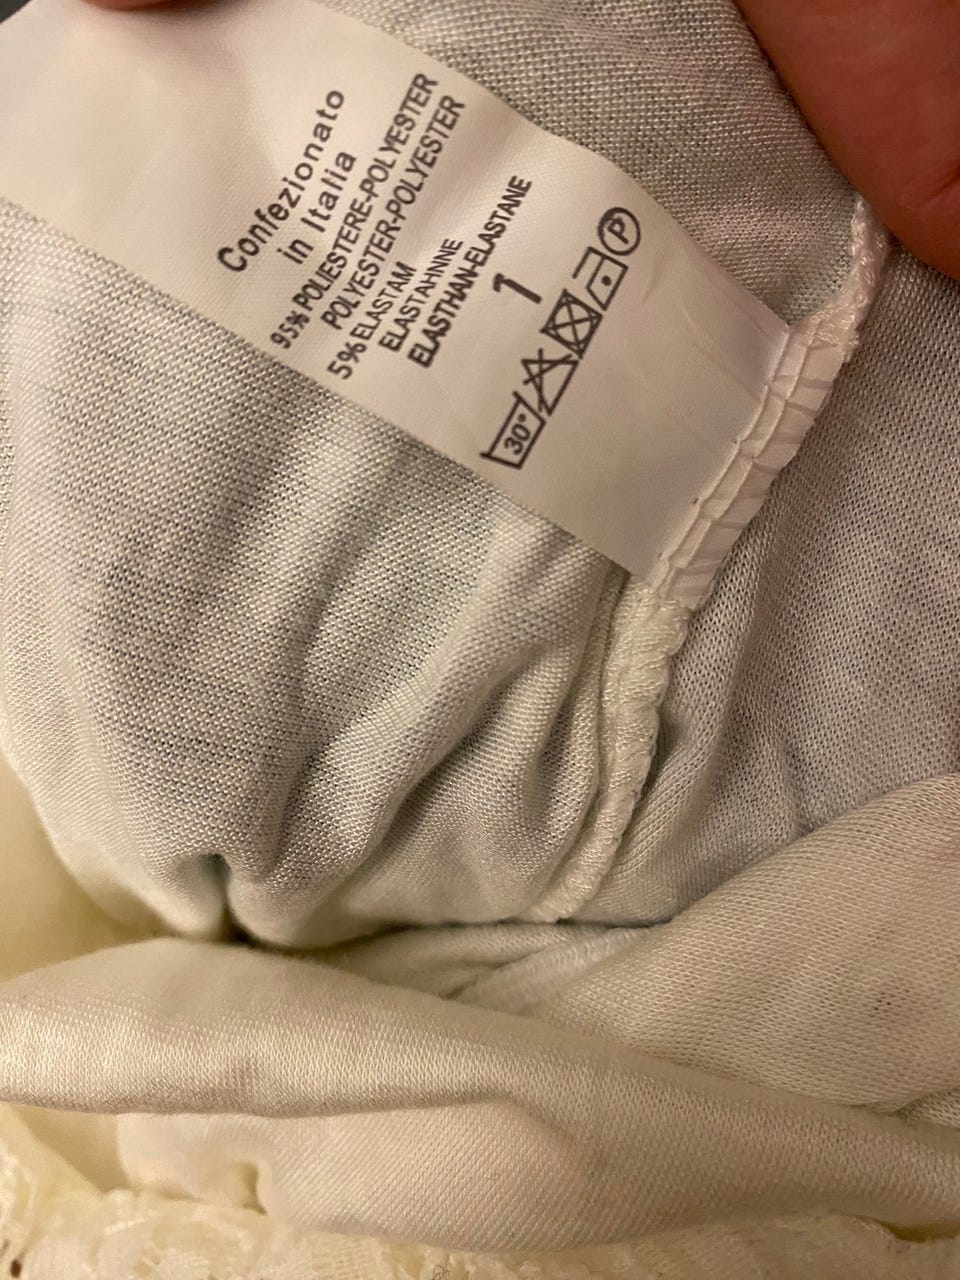 Confezionato
in Italia
95% POLIESTERE-POLYESTER
POLYESTER-POLYESTER
5% ELASTAM
ELASTAHNNE
ELASTHAN-ELASTANE
1
30°
P